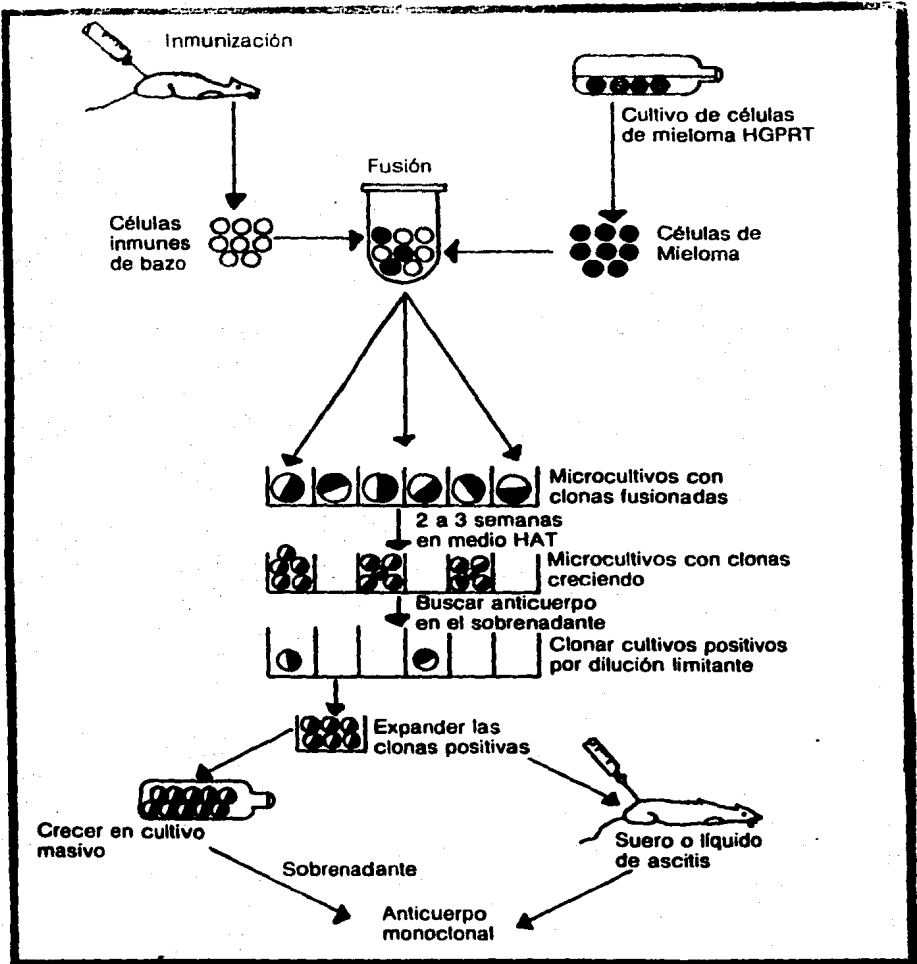 Inmunización
Cultivo de células
de mieloma HGPRT
Fusión
Células
inmunes
de bazo
Células de
Mieloma
Microcultivos con
clonas fusionadas
2 a 3 semanas
en medio HAT
Microcultivos con clonas
creciendo
Buscar anticuerpo
en el sobrenadante
Clonar cultivos positivos
por dilución limitante
Expander las
clonas positivas
Crecer en cultivo
masivo
Suero o líquido
de ascitis
Sobrenadante
Anticuerpo
monoclonal